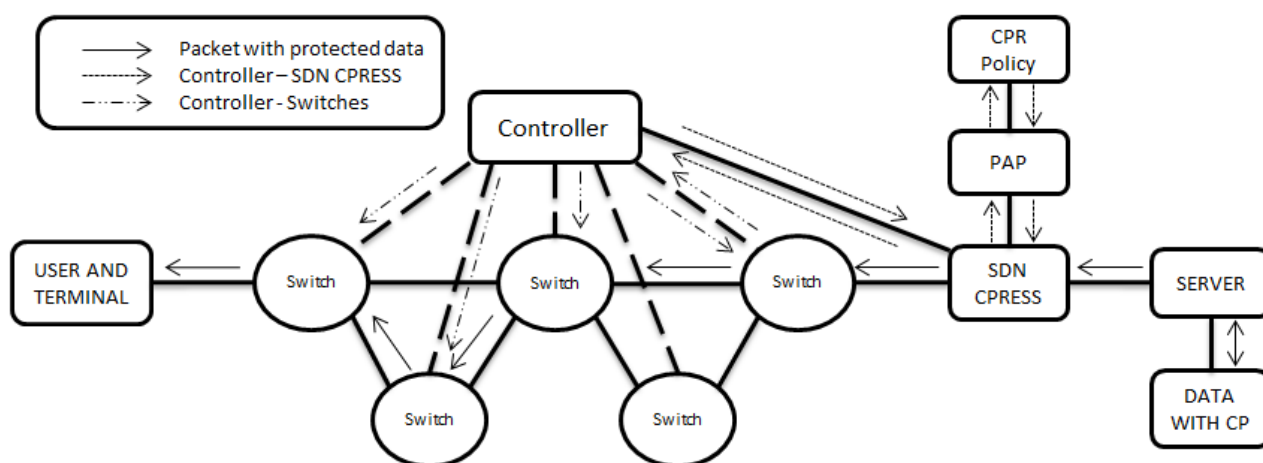 Packet with protected data
Controller – SDN CPRESS
Controller - Switches
CPR
Policy
Controller
PAP
USER AND
TERMINAL
Switch
Switch
Switch
SDN
CPRESS
SERVER
Switch
Switch
DATA
WITH CP